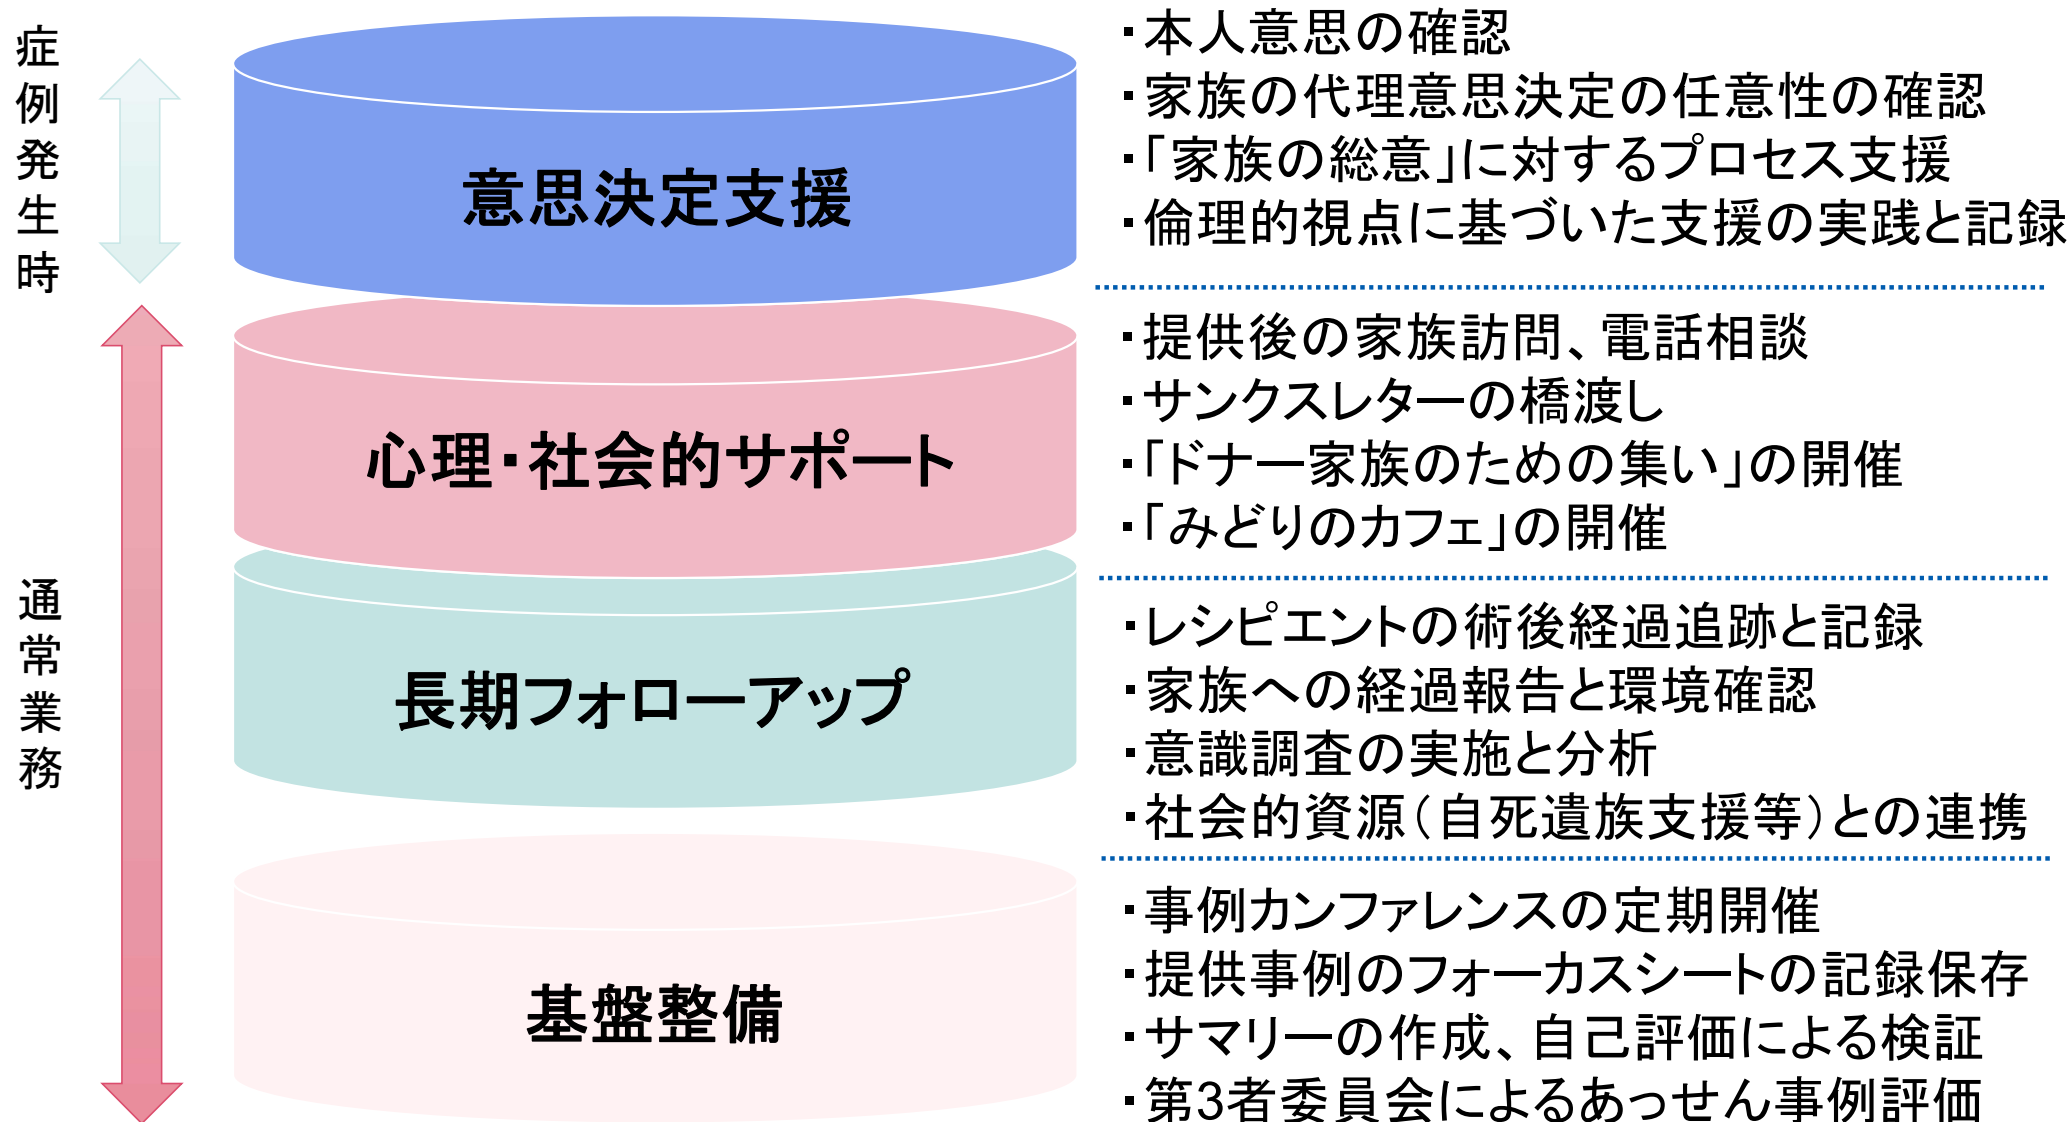 症例発生時
意思決定支援
・本人意思の確認
・家族の代理意思決定の任意性の確認
・「家族の総意」に対するプロセス支援
・倫理的視点に基づいた支援の実践と記録
通常業務
心理・社会的サポート
・提供後の家族訪問、電話相談
・サンクスレターの橋渡し
・「ドナー家族のための集い」の開催
・「みどりのカフェ」の開催
長期フォローアップ
・レシピエントの術後経過追跡と記録
・家族への経過報告と環境確認
・意識調査の実施と分析
・社会的資源（自死遺族支援等）との連携
基盤整備
・事例カンファレンスの定期開催
・提供事例のフォーカスシートの記録保存
・サマリーの作成、自己評価による検証
・第3者委員会によるあっせん事例評価